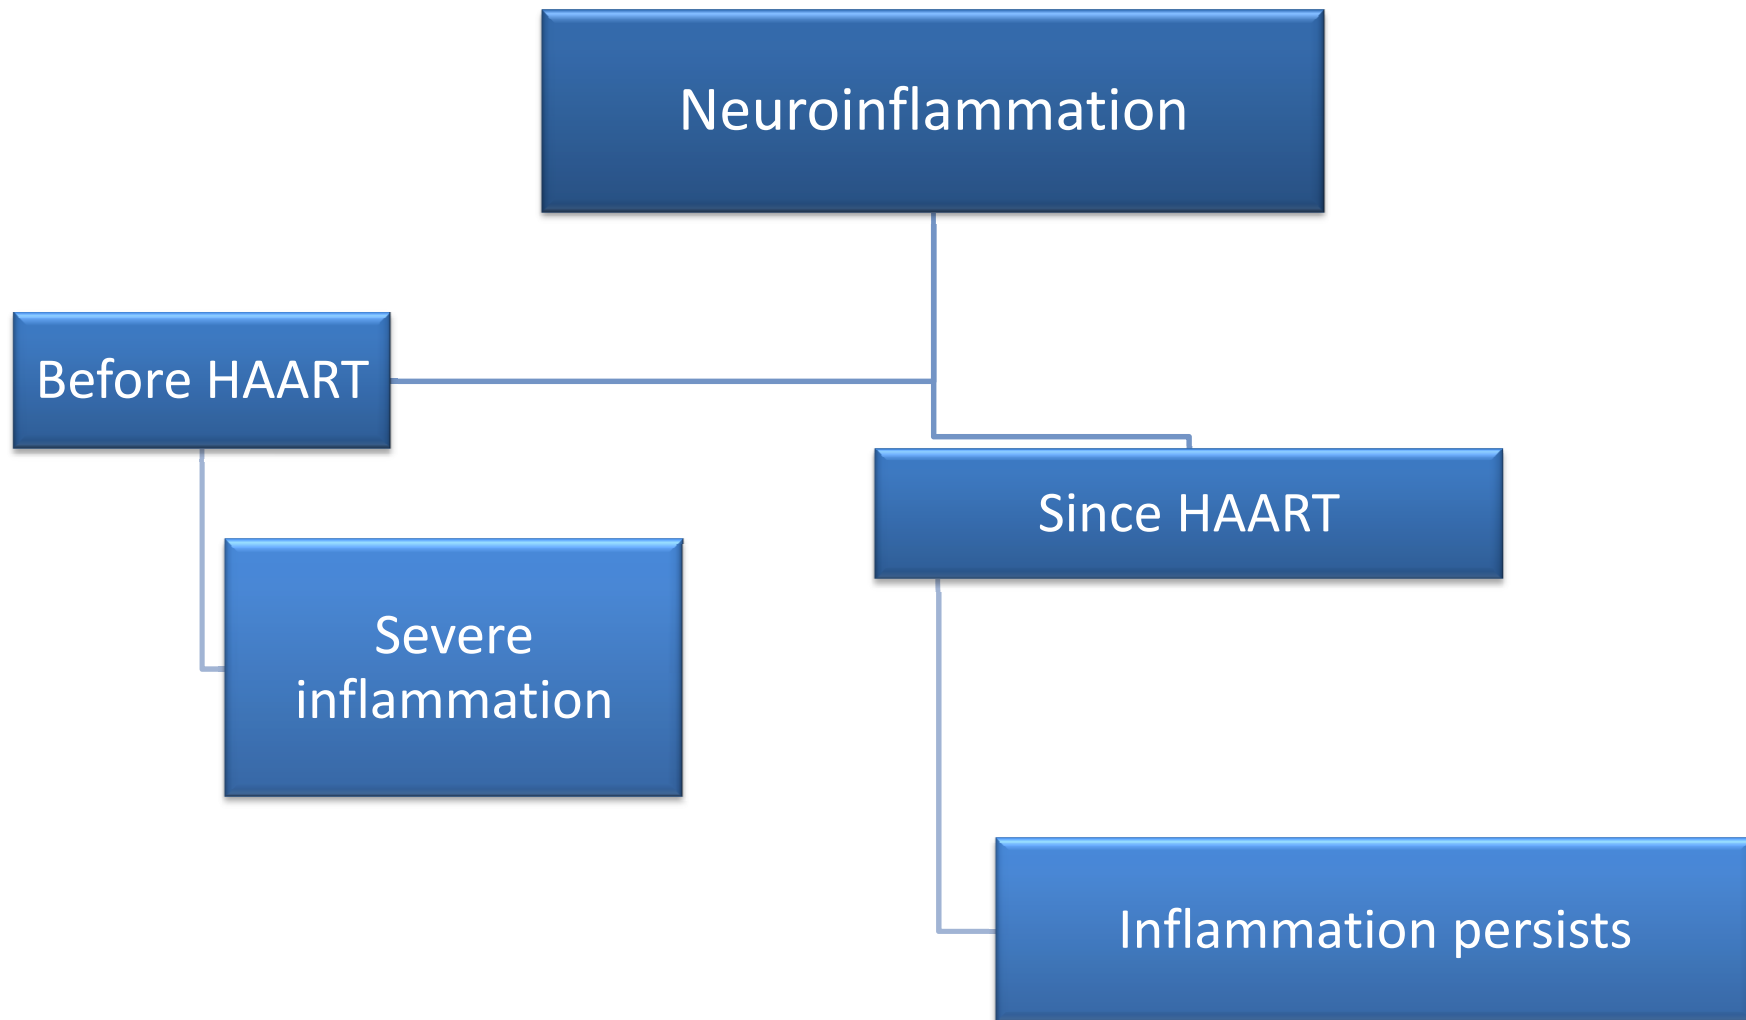 Neuroinflammation
Before HAART
Since HAART
Severe
inflammation
Inflammation persists